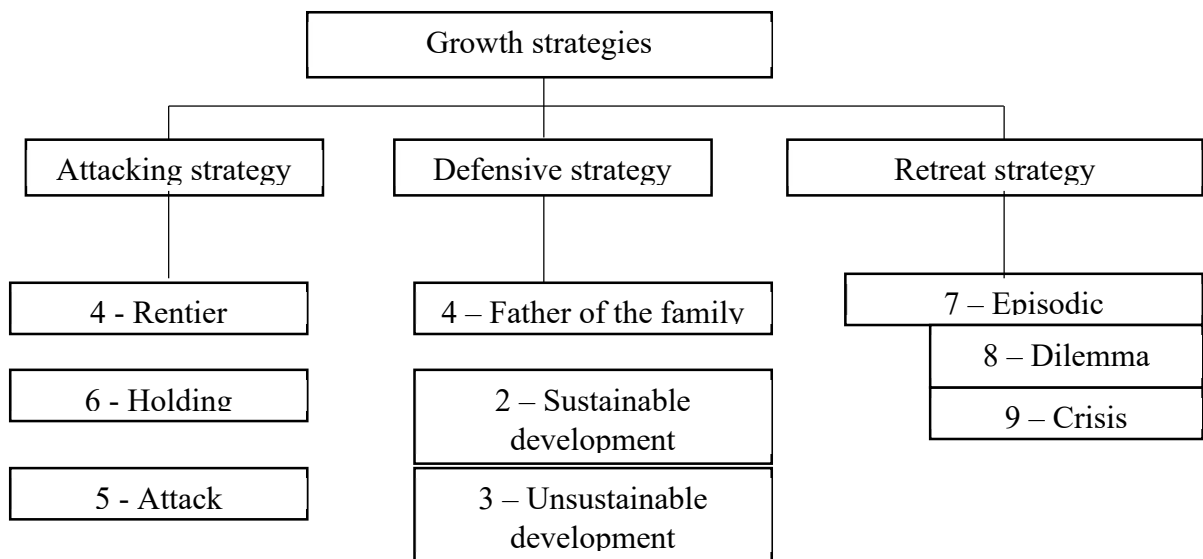 Growth strategies
Attacking strategy
Defensive strategy
Retreat strategy
4 - Rentier
4 – Father of the family
7 – Episodic
8 – Dilemma
6 - Holding
2 – Sustainable
development
9 – Crisis
5 - Attack
3 – Unsustainable
development